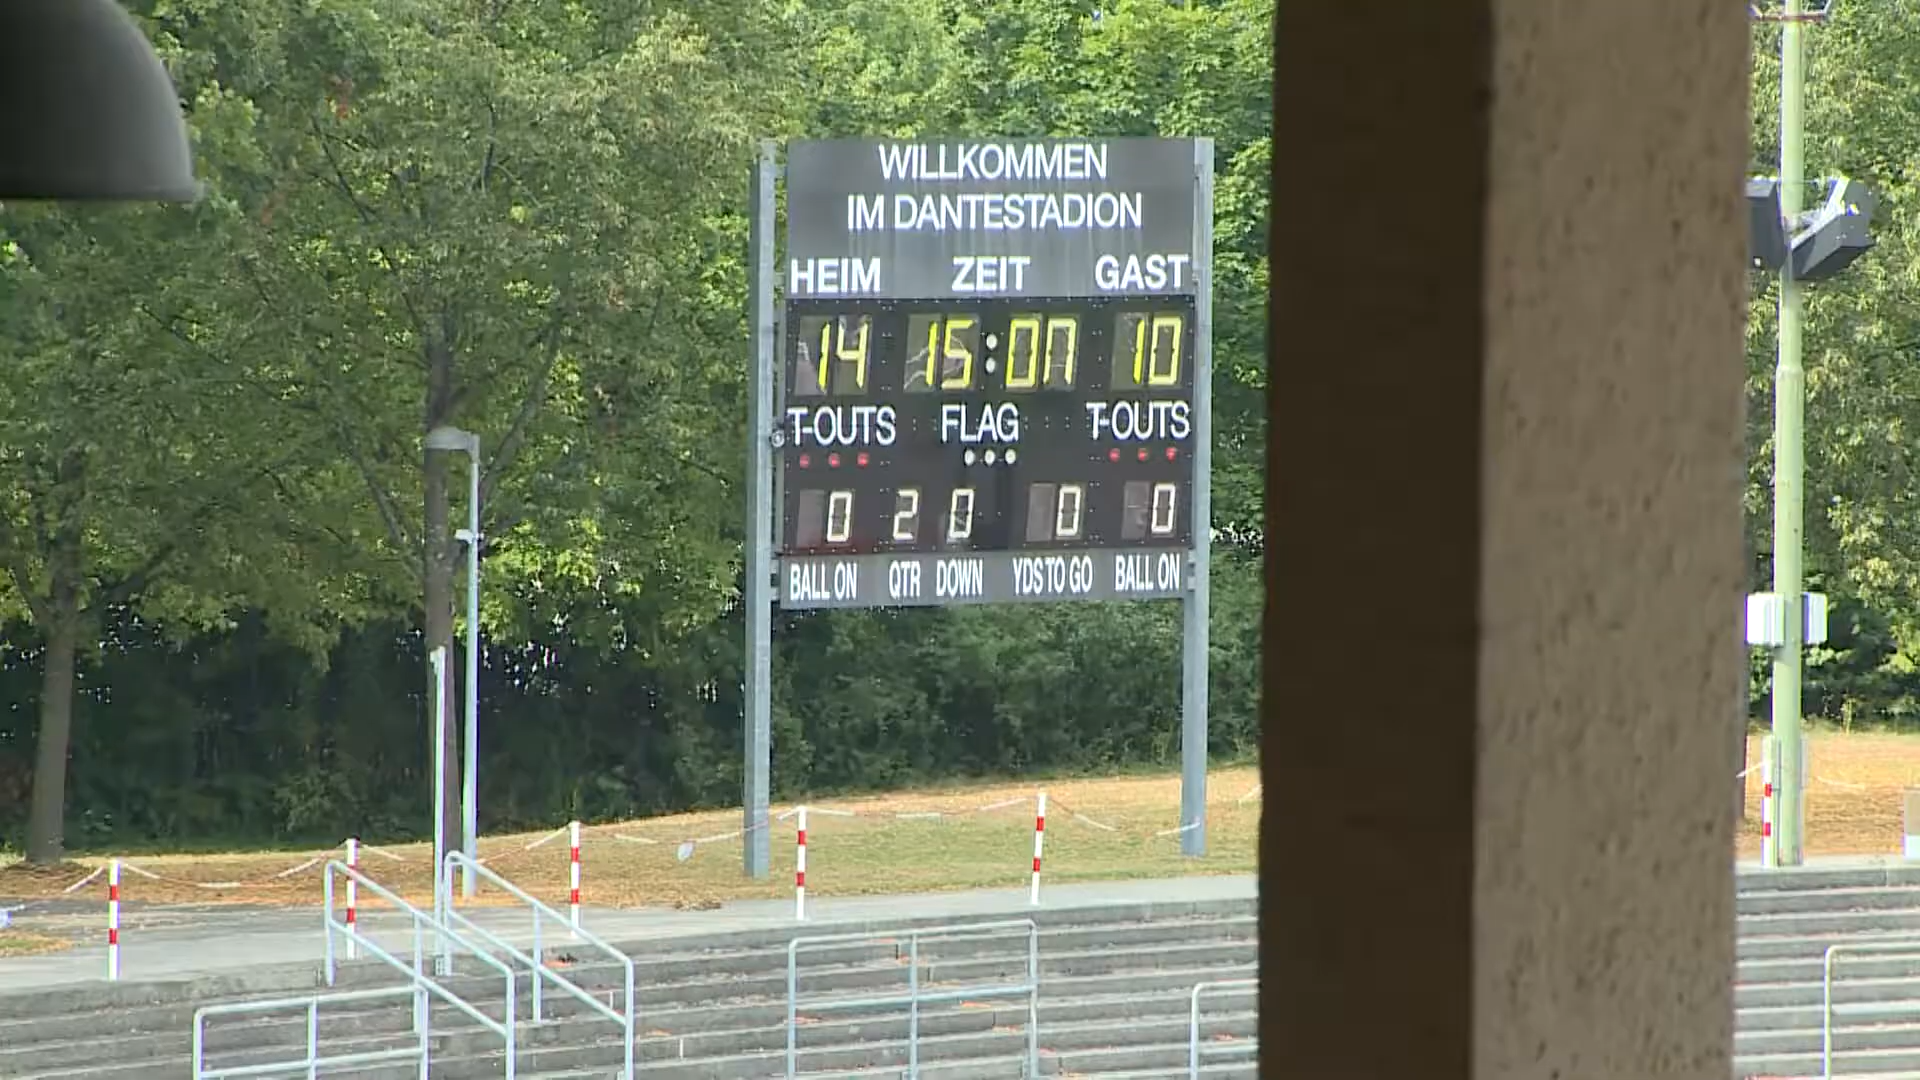 WILLKOMMEN
IM DANTESTADION
HEIM ZEIT GAST
14 15:00 10
T-OUTS FLAG T-OUTS
0 2 0 0 0
BALL ON QTR DOWN YDS TO GO BALL ON